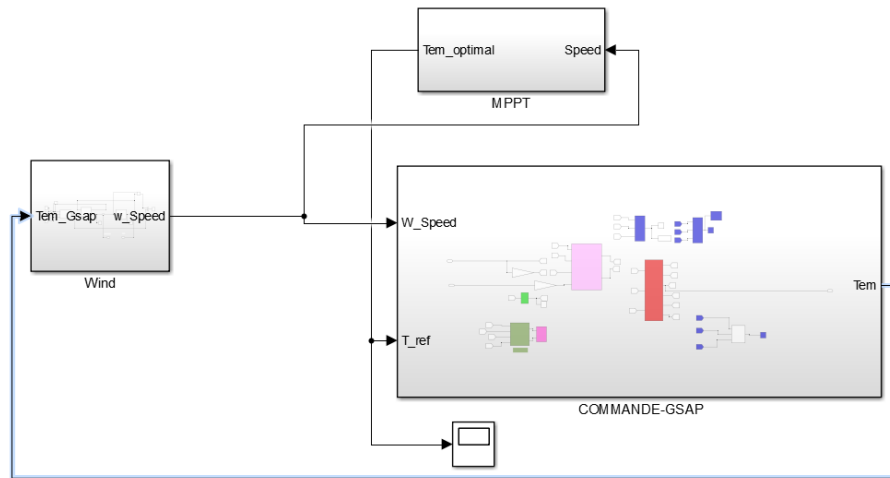 Tem_optimal
Speed
MPPT
Tem_Gsap
w_Speed
Wind
W_Speed
T_ref
Tem
COMMANDE-GSAP